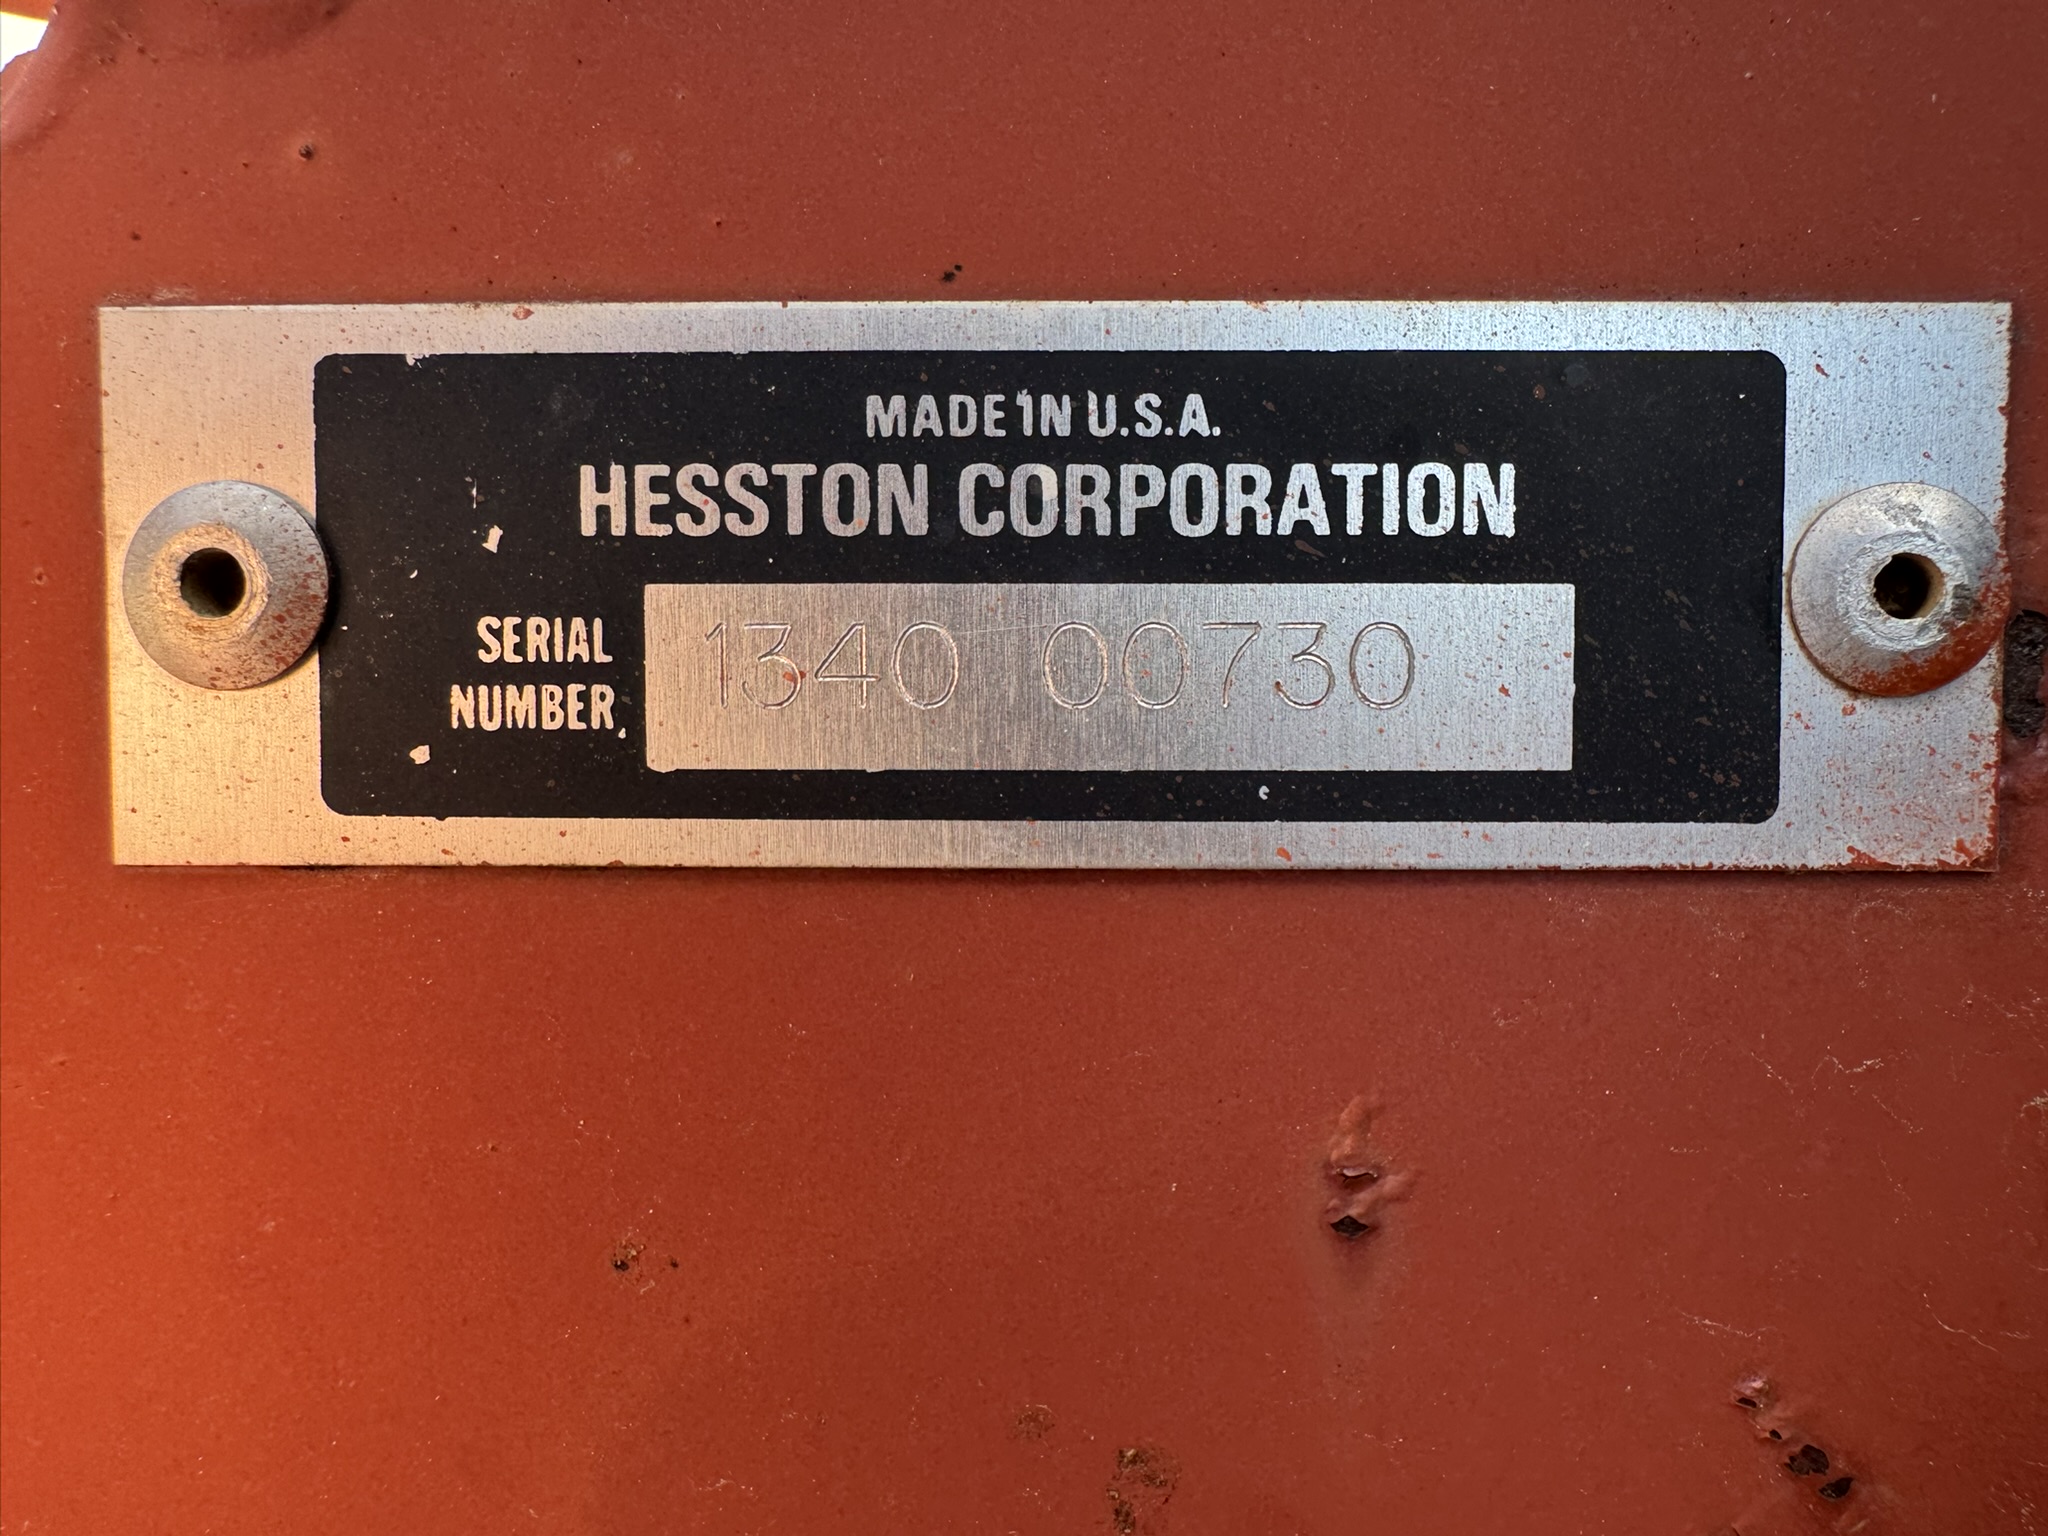 MADE IN U.S.A.
HESSTON CORPORATION
SERIAL
NUMBER
1340 00730